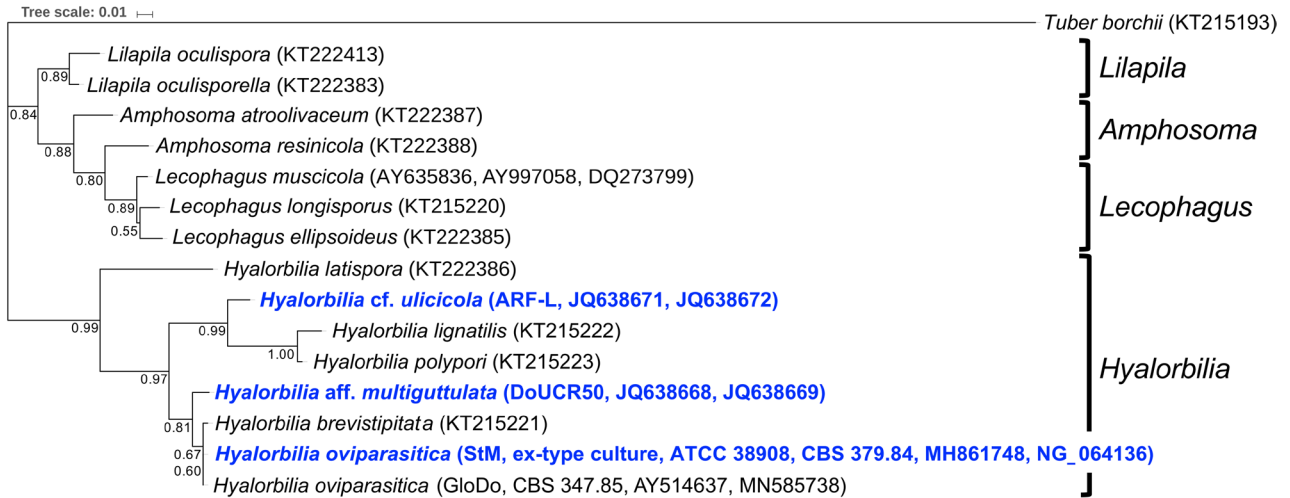 Tree scale: 0.01
Tuber borchii (KT215193)
Lilapila oculispora (KT222413)
0.89
Lilapila oculisporella (KT222383)
Lilapila
0.84
Amphosoma atroolivaceum (KT222387)
0.88
Amphosoma resinicola (KT222388)
Amphosoma
0.80
Lecophagus muscicola (AY635836, AY997058, DQ273799)
0.89
Lecophagus longisporus (KT215220)
0.55
Lecophagus ellipsoideus (KT222385)
Lecophagus
Hyalorbilia latispora (KT222386)
0.99
Hyalorbilia cf. ulicicola (ARF-L, JQ638671, JQ638672)
0.99
Hyalorbilia lignatilis (KT215222)
1.00
Hyalorbilia polypori (KT215223)
Hyalorbilia
0.97
Hyalorbilia aff. multiguttulata (DoUCR50, JQ638668, JQ638669)
0.81
Hyalorbilia brevistipitata (KT215221)
0.67
Hyalorbilia oviparasitica (StM, ex-type culture, ATCC 38908, CBS 379.84, MH861748, NG_064136)
0.60
Hyalorbilia oviparasitica (GloDo, CBS 347.85, AY514637, MN585738)